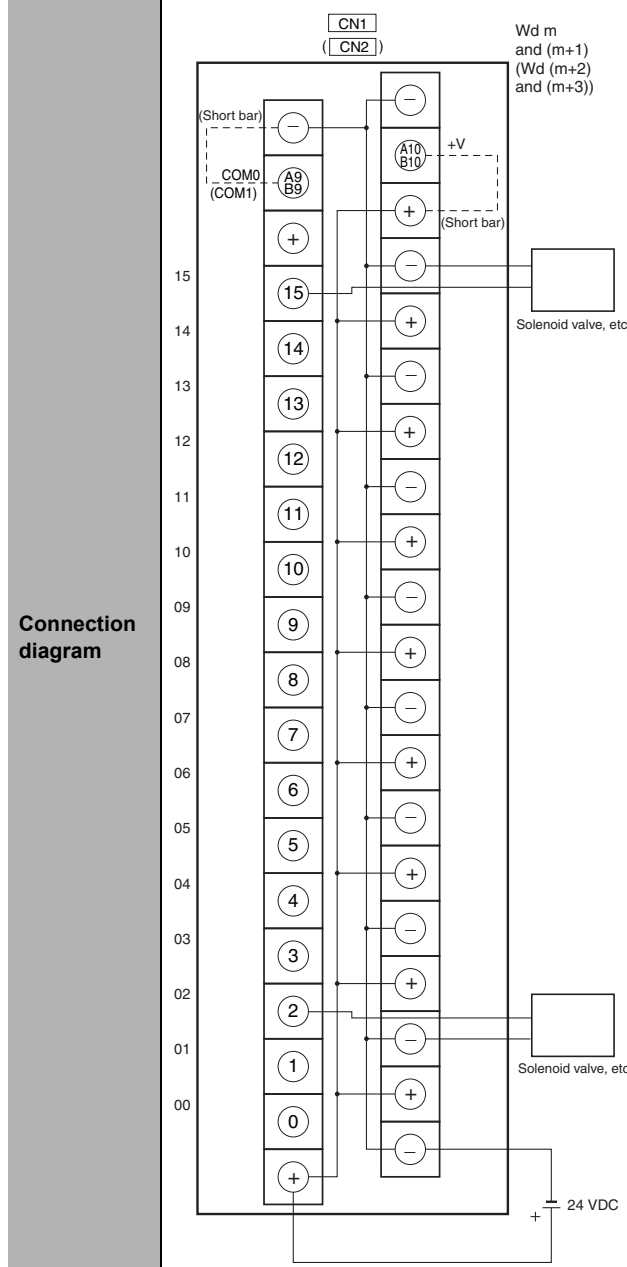 CN1
( CN2 )
Wd m
and (m+1)
(Wd (m+2)
and (m+3))
Connection
diagram
(Short bar)
−
−
COM0
(COM1)
A9
B9
A10
B10
+V
+
+
(Short bar)
15
15
−
Solenoid valve, etc
14
14
+
13
13
−
12
12
+
11
11
−
10
10
+
09
9
−
08
8
+
07
7
−
06
6
+
05
5
−
04
4
+
03
3
−
02
2
+
01
1
−
Solenoid valve, etc
00
0
+
+
−
+
24 VDC